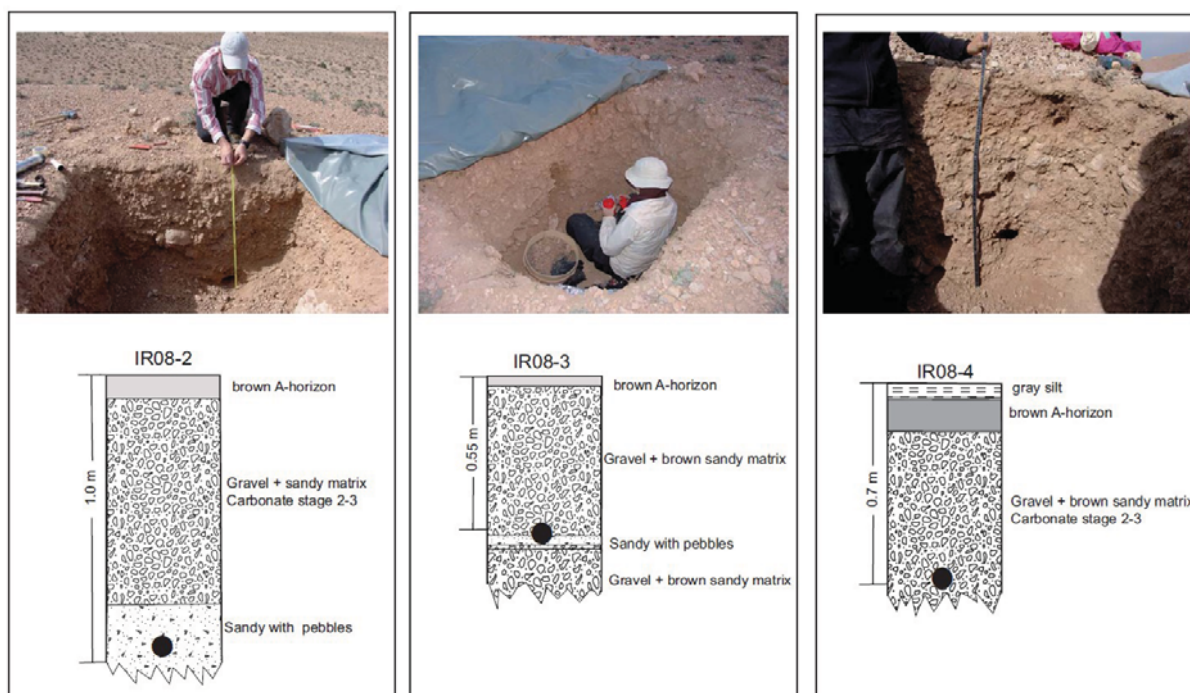 IR08-2
brown A-horizon
1.0 m
Gravel + sandy matrix
Carbonate stage 2-3
Sandy with pebbles
IR08-3
brown A-horizon
0.55 m
Gravel + brown sandy matrix
Sandy with pebbles
Gravel + brown sandy matrix
IR08-4
gray silt
brown A-horizon
0.7 m
Gravel + brown sandy matrix
Carbonate stage 2-3